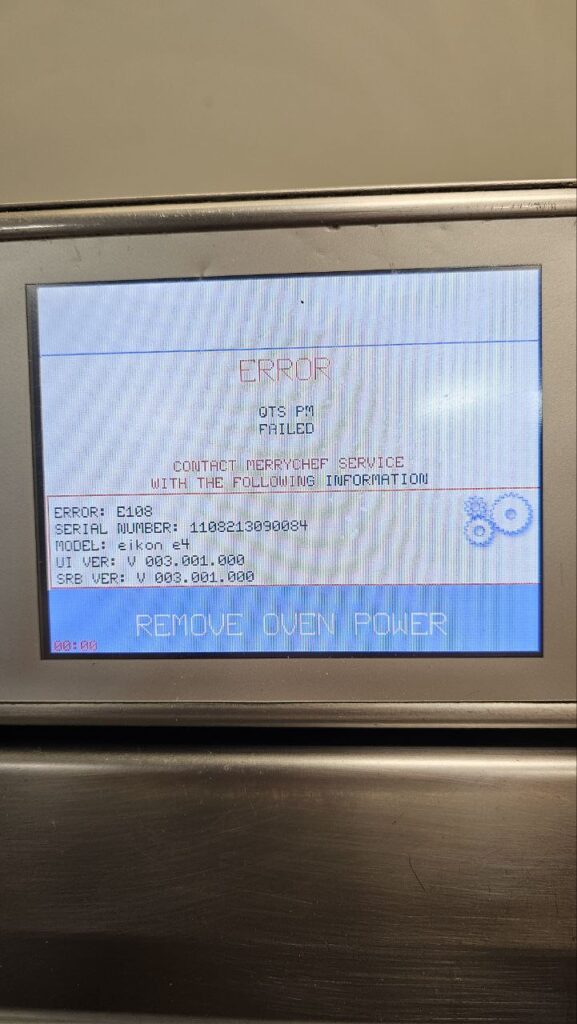 ERROR
QTS PM
FAILED
CONTACT MERRYCHEF SERVICE
WITH THE FOLLOWING INFORMATION
ERROR: E108
SERIAL NUMBER: 1108213090084
MODEL: eikon e4
UI VER: V 003.001.000
SRB VER: V 003.001.000
REMOVE OVEN POWER
00:00